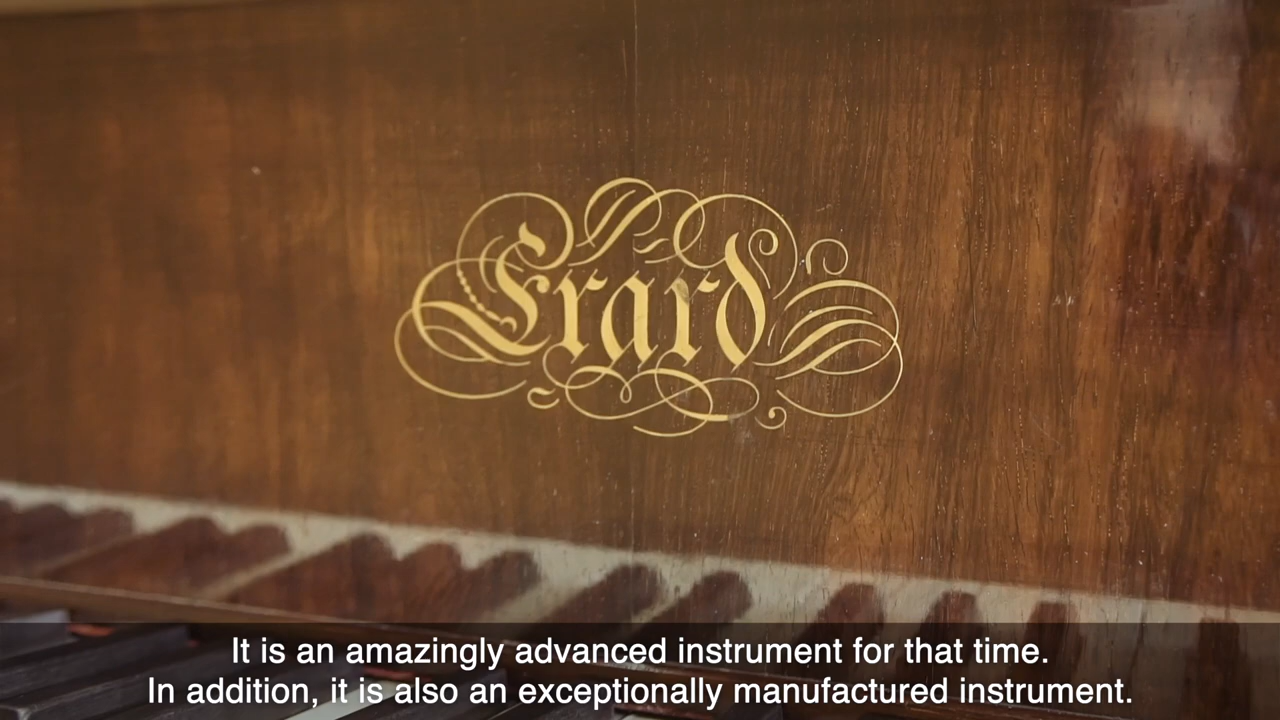 Erard
It is an amazingly advanced instrument for that time.
In addition, it is also an exceptionally manufactured instrument.